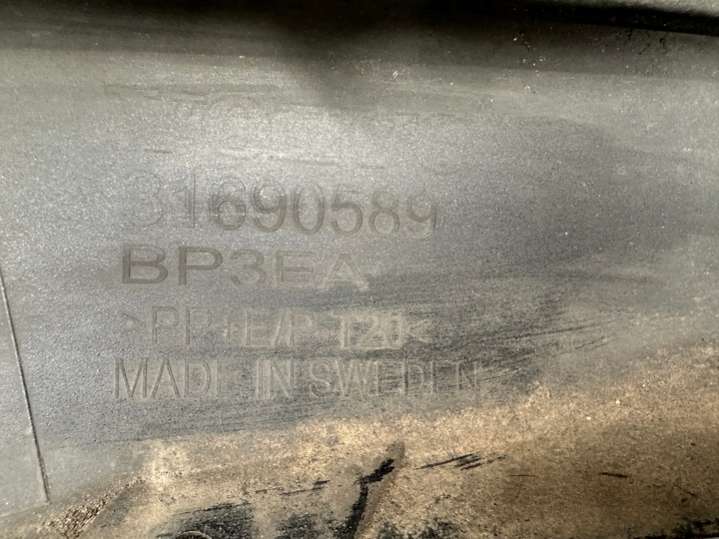 31690589
BP3EA
>PP+E/P-T20<
MADE IN SWEDEN